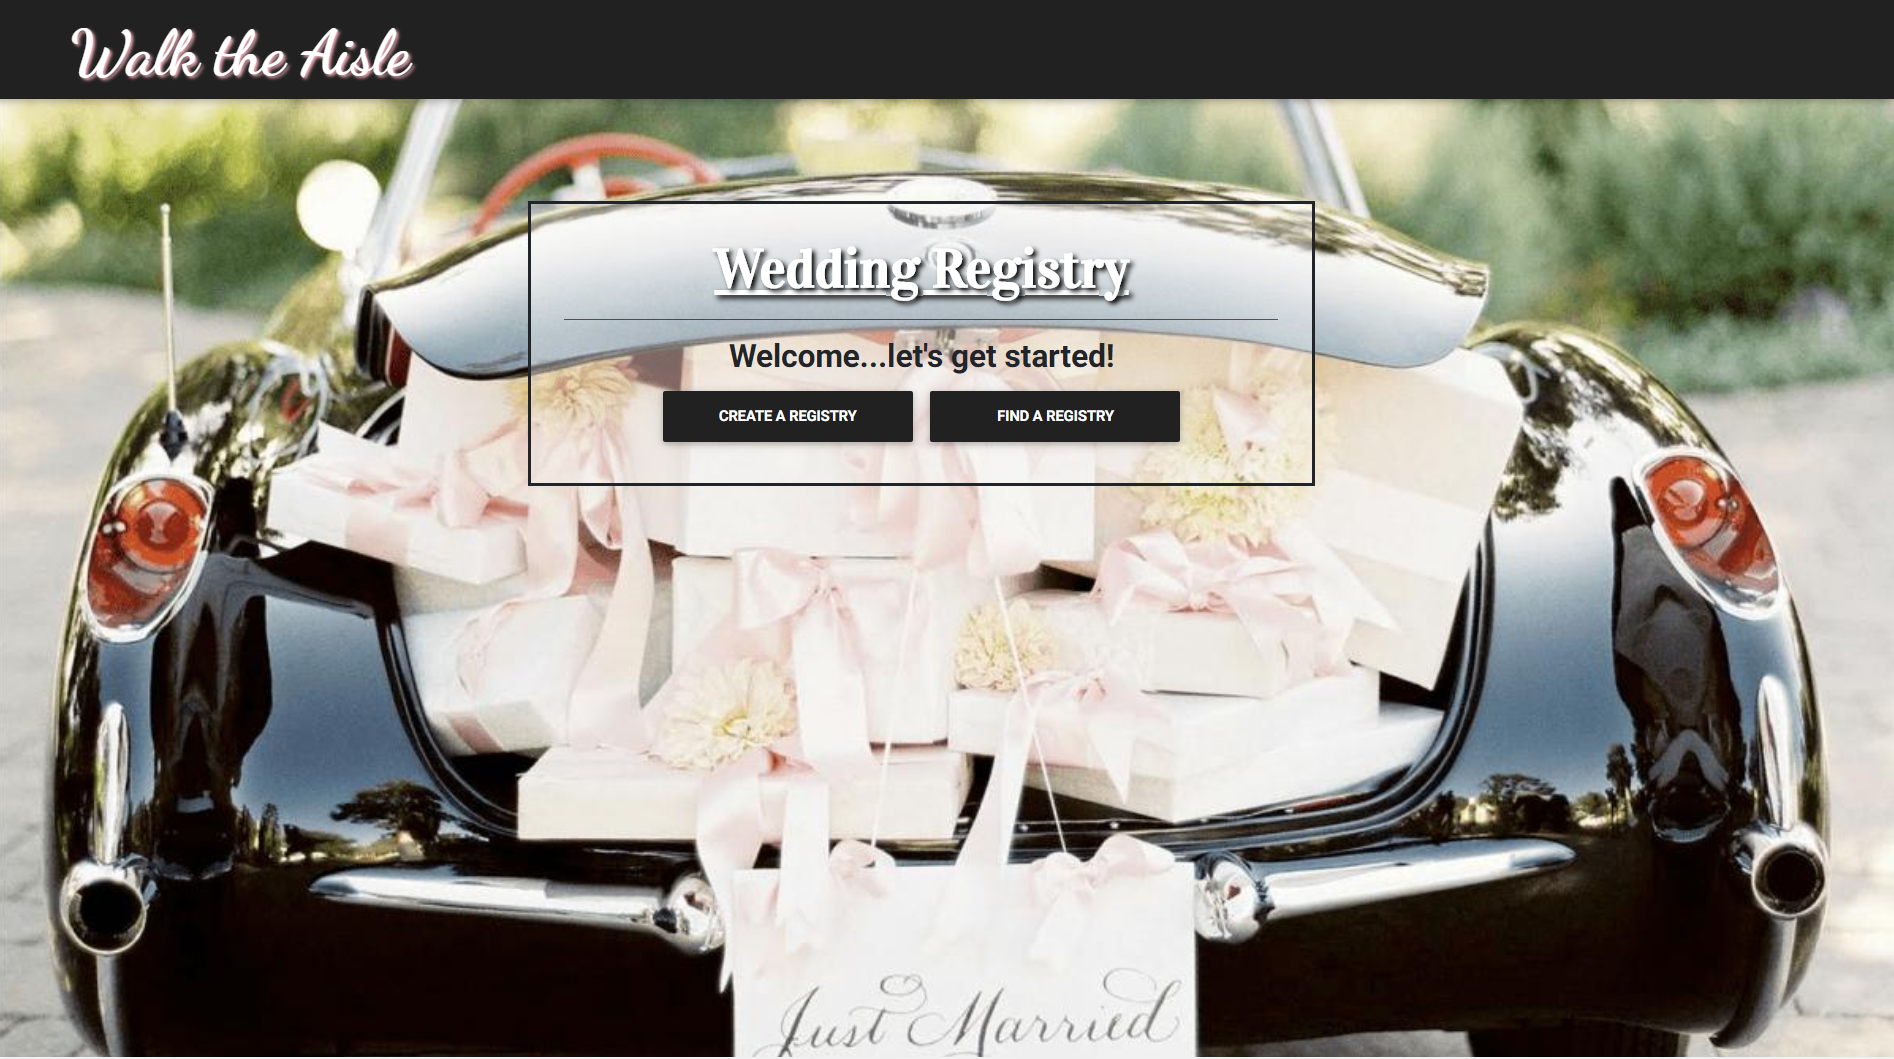 Walk the Aisle
Wedding Registry
Welcome...let's get started!
CREATE A REGISTRY
FIND A REGISTRY
Just Married